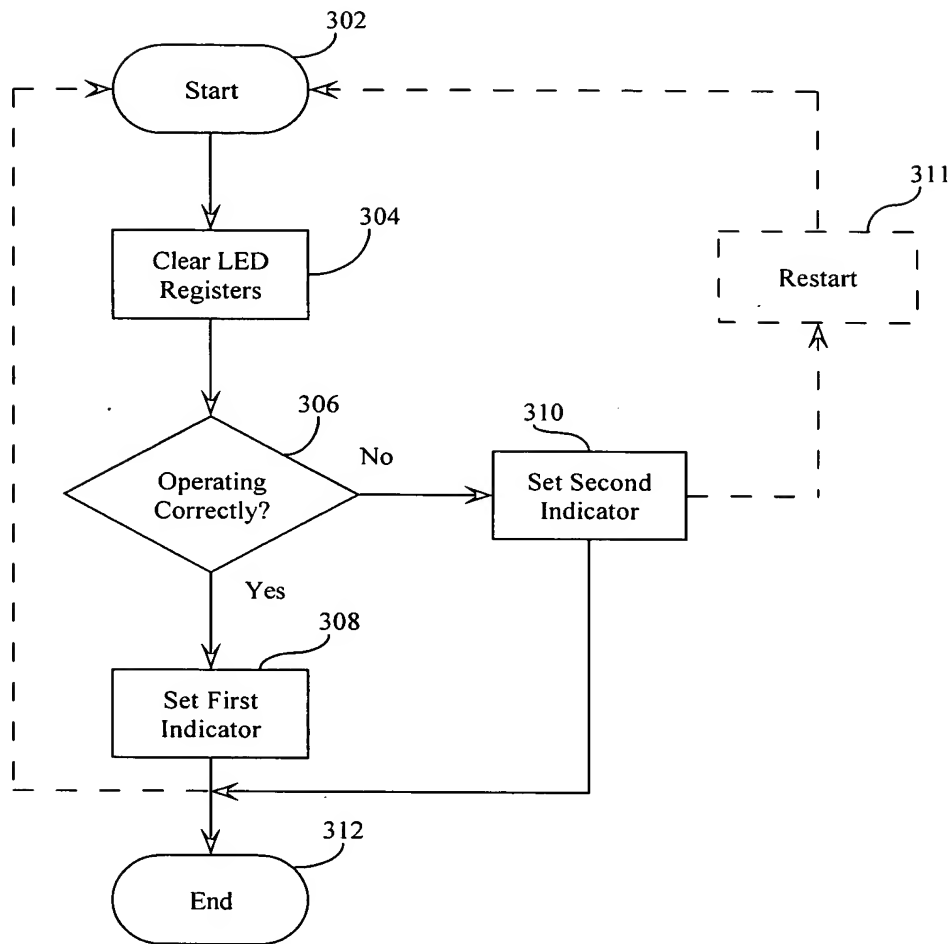 302
Start
311
304
Clear LED
Registers
Restart
306
310
No
Operating
Correctly?
Set Second
Indicator
Yes
308
Set First
Indicator
312
End